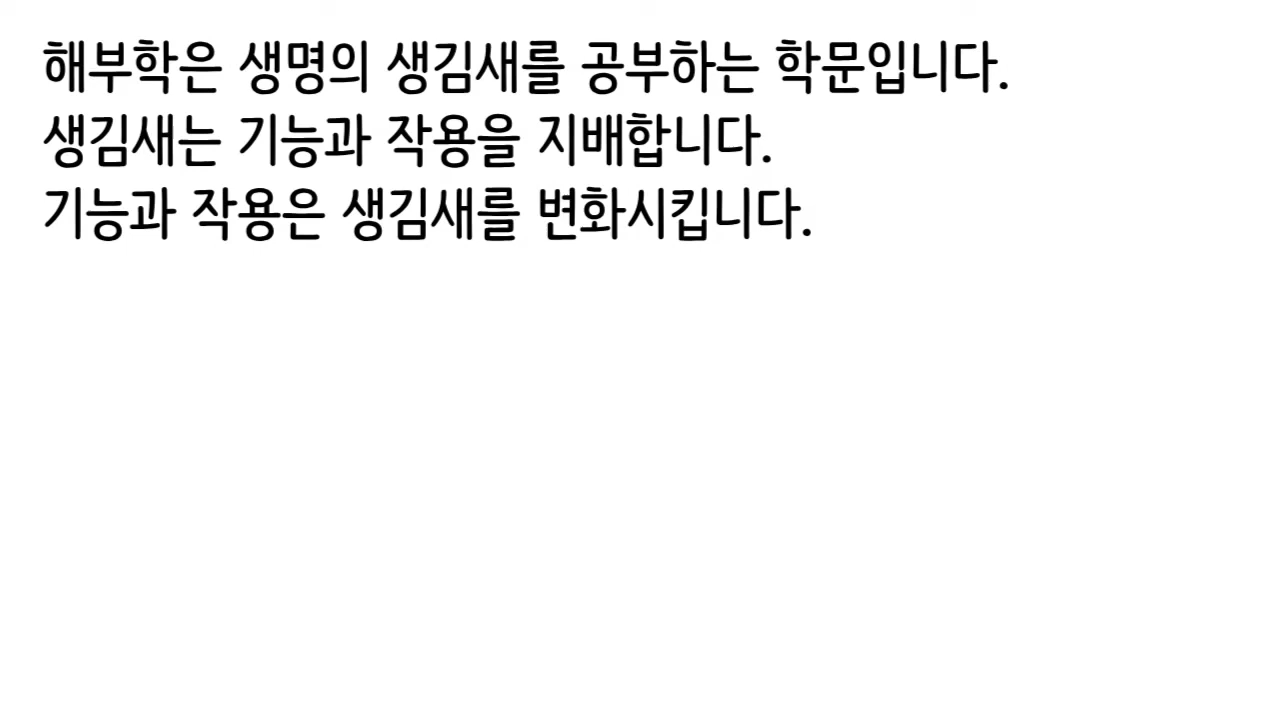 해부학은 생명의 생김새를 공부하는 학문입니다.
생김새는 기능과 작용을 지배합니다.
기능과 작용은 생김새를 변화시킵니다.